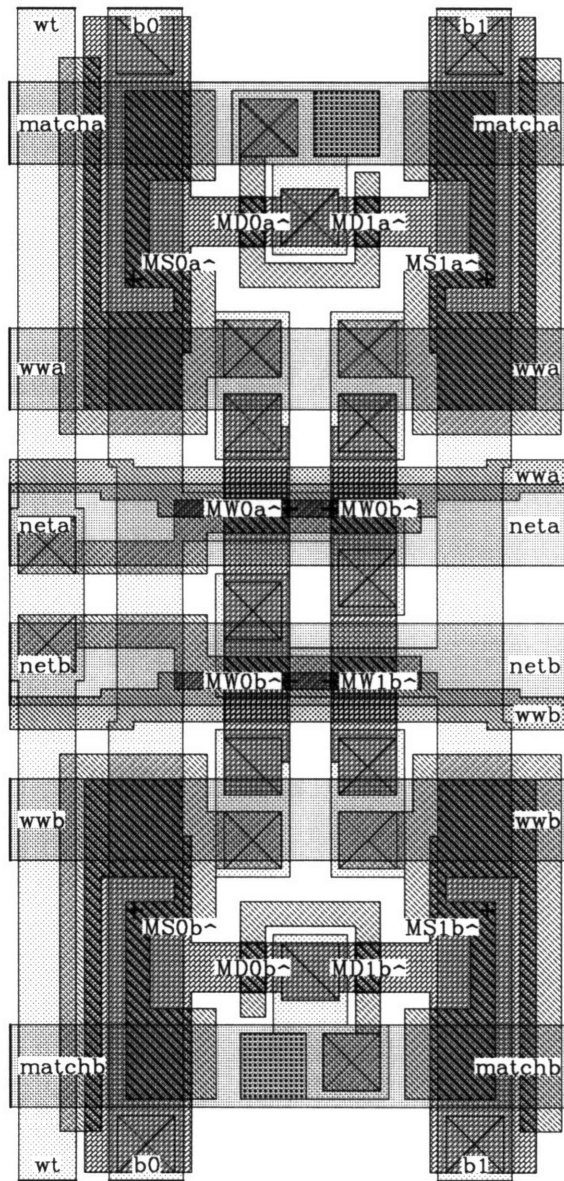 wt b0 b1
matcha matcha
MD0a^ MD1a^
MS0a^ MS1a^
wwa wwa
wwa
MW0a^ MW0b^
neta neta
netb netb
MW0b^ MW1b^
wwb
wwb wwb
MS0b^ MS1b^
MD0b^ MD1b^
matchb matchb
wt b0 b1